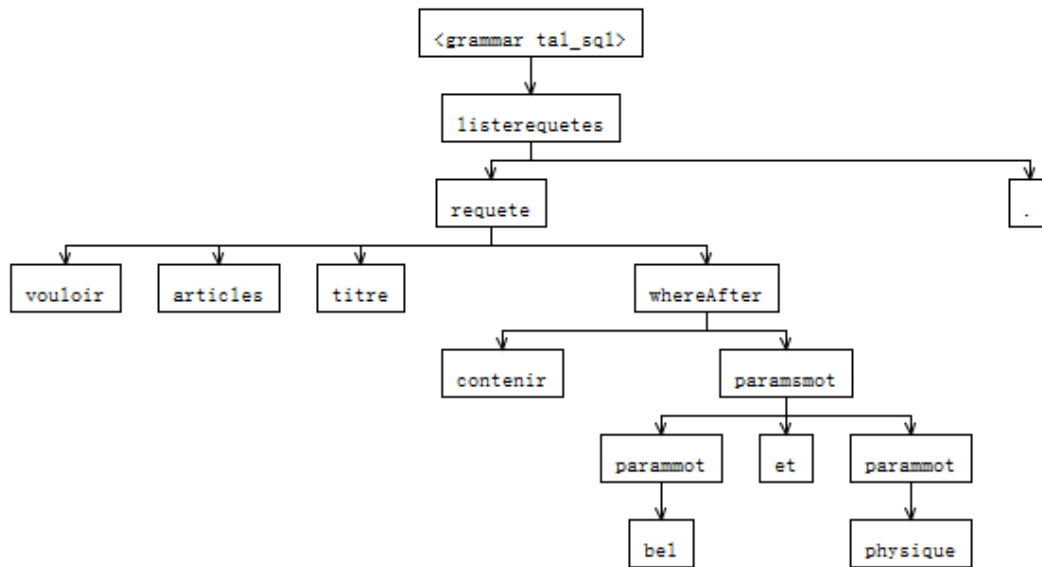 <grammar tal_sql>
listerequetes
requete .
vouloir articles titre whereAfter
contenir paramsmot
parammot et parammot
bel physique